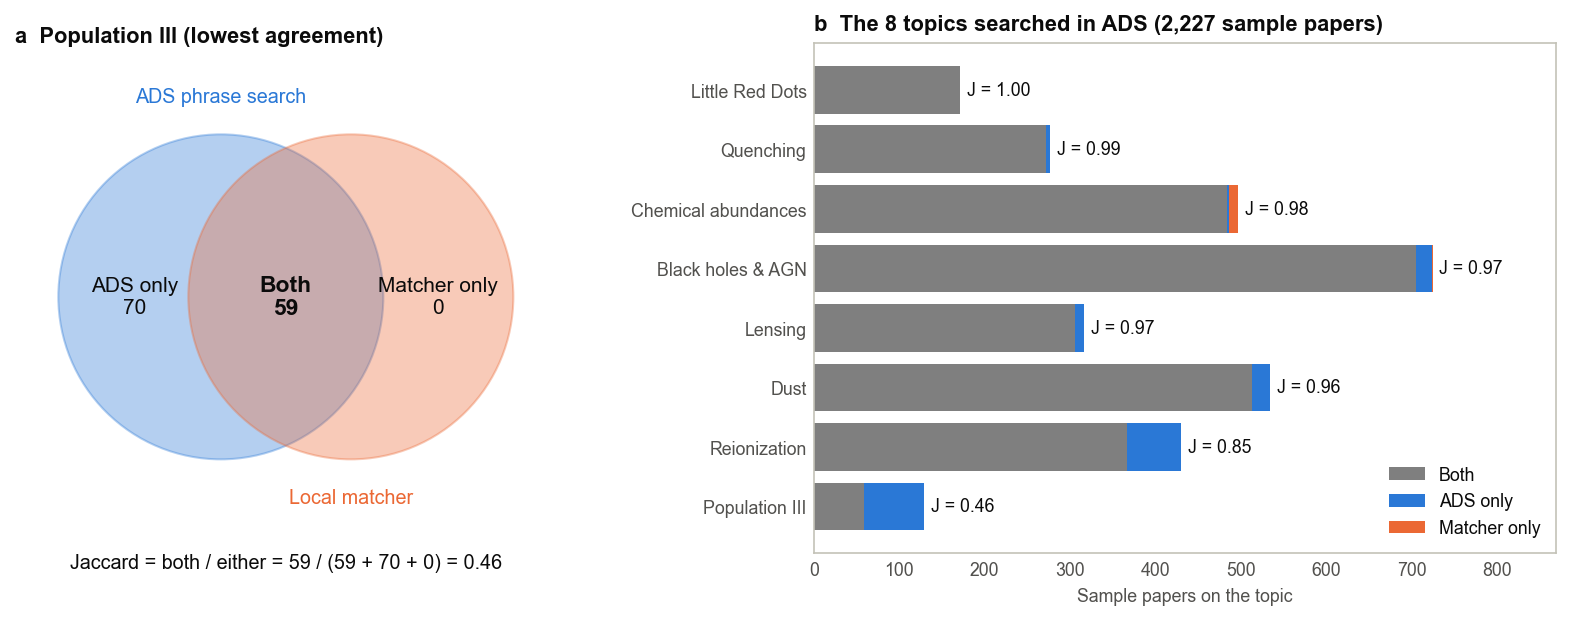 a  Population III (lowest agreement)
ADS phrase search
ADS only
70
Both
59
Matcher only
0
Local matcher
Jaccard = both / either = 59 / (59 + 70 + 0) = 0.46
b  The 8 topics searched in ADS (2,227 sample papers)
Little Red Dots
J = 1.00
Quenching
J = 0.99
Chemical abundances
J = 0.98
Black holes & AGN
J = 0.97
Lensing
J = 0.97
Dust
J = 0.96
Reionization
J = 0.85
Population III
J = 0.46
Both
ADS only
Matcher only
0 100 200 300 400 500 600 700 800
Sample papers on the topic